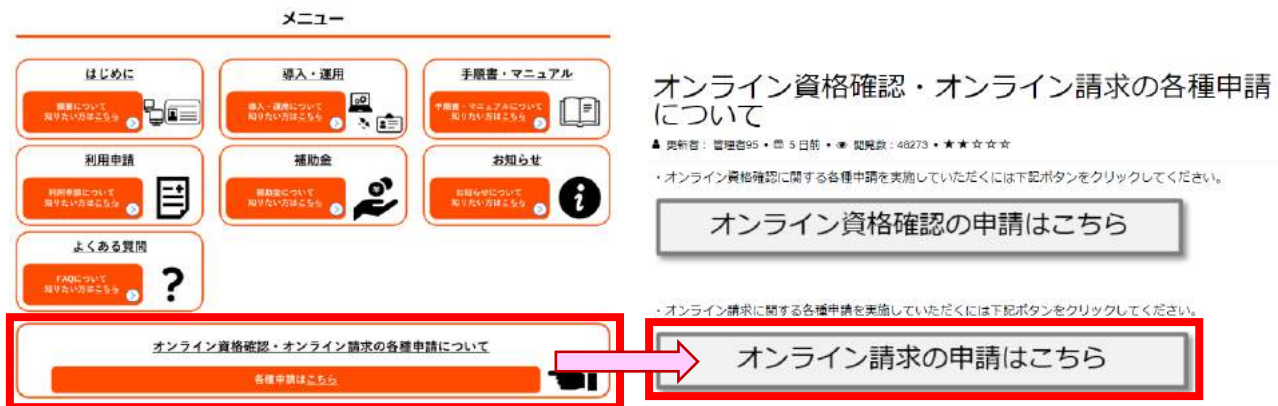 メニュー
はじめに
概要について
知りたい方はこちら
導入・運用
導入・運用について
知りたい方はこちら
手順書・マニュアル
手順書・マニュアルについて
知りたい方はこちら
利用申請
利用申請について
知りたい方はこちら
補助金
補助金について
知りたい方はこちら
お知らせ
お知らせについて
知りたい方はこちら
よくある質問
FAQについて
知りたい方はこちら
オンライン資格確認・オンライン請求の各種申請について
各種申請はこちら
オンライン資格確認・オンライン請求の各種申請
について
更新者: 管理者95 • 5 日前 • 閲覧数: 48273 • ★★☆☆☆
・オンライン資格確認に関する各種申請を実施していただくには下記ボタンをクリックしてください。
オンライン資格確認の申請はこちら
・オンライン請求に関する各種申請を実施していただくには下記ボタンをクリックしてください。
オンライン請求の申請はこちら